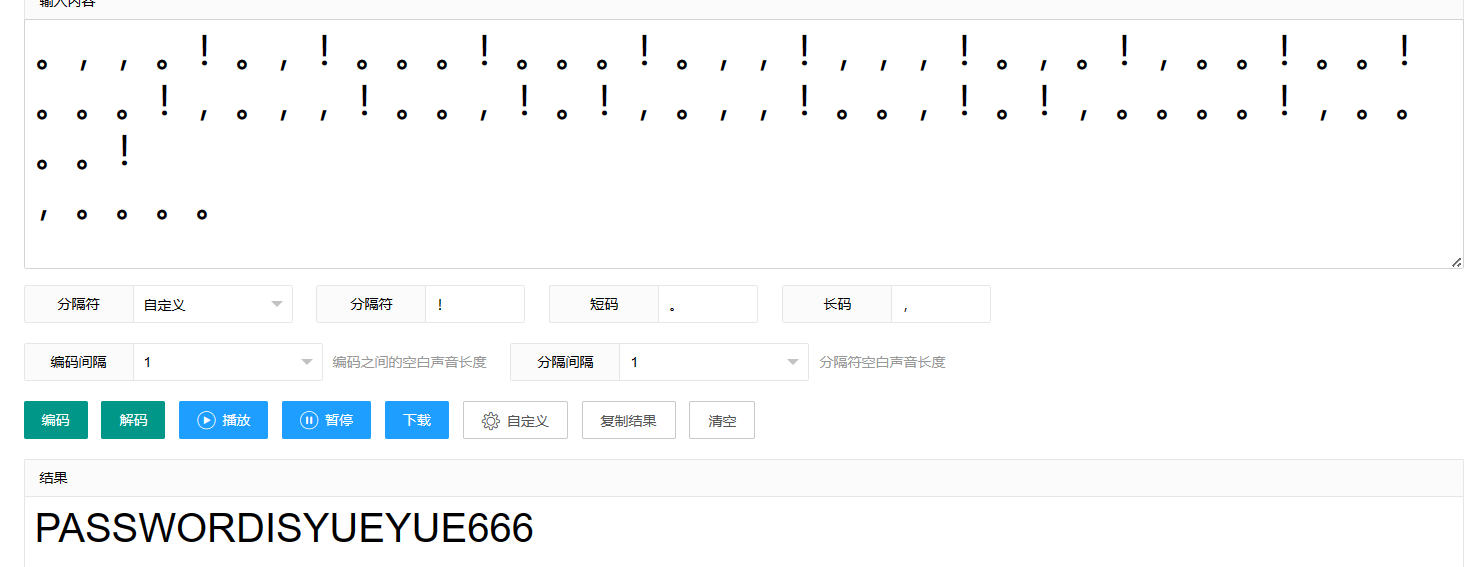 输入内容
。，，。！。，！。。。！。。。！。，，！，，，！。，。！，。。！。。！
。。。！，。，，！。。，！。！，。，，！。。，！。！，。。。。！，。。
。。！
，。。。。
分隔符 自定义 分隔符 ！ 短码 。 长码 ，
编码间隔 1 编码之间的空白声音长度 分隔间隔 1 分隔符空白声音长度
编码 解码 播放 暂停 下载 自定义 复制结果 清空
结果
PASSWORDISYUEYUE666